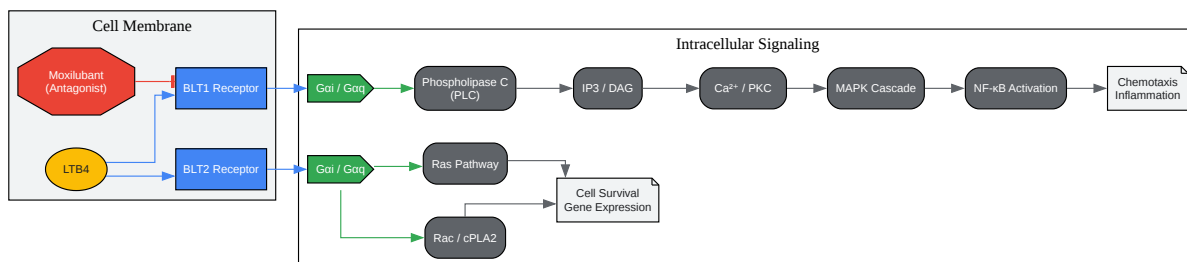 Cell Membrane
Moxilubant
(Antagonist)
BLT1 Receptor
LTB4
BLT2 Receptor
Intracellular Signaling
Gαi / Gαq
Phospholipase C
(PLC)
IP3 / DAG
Ca²⁺ / PKC
MAPK Cascade
NF-κB Activation
Chemotaxis
Inflammation
Gαi / Gαq
Ras Pathway
Cell Survival
Gene Expression
Rac / cPLA2